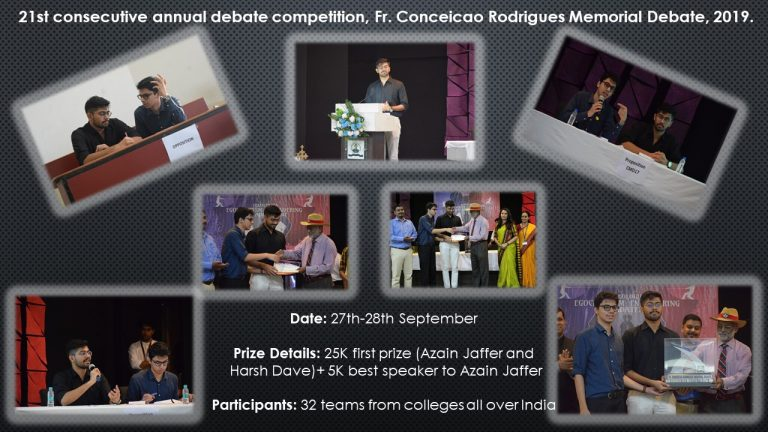 21st consecutive annual debate competition, Fr. Conceicao Rodrigues Memorial Debate, 2019.
OPPOSITION
Proposition
Date: 27th-28th September
Prize Details: 25K first prize (Azain Jaffer and
Harsh Dave)+ 5K best speaker to Azain Jaffer
Participants: 32 teams from colleges all over India